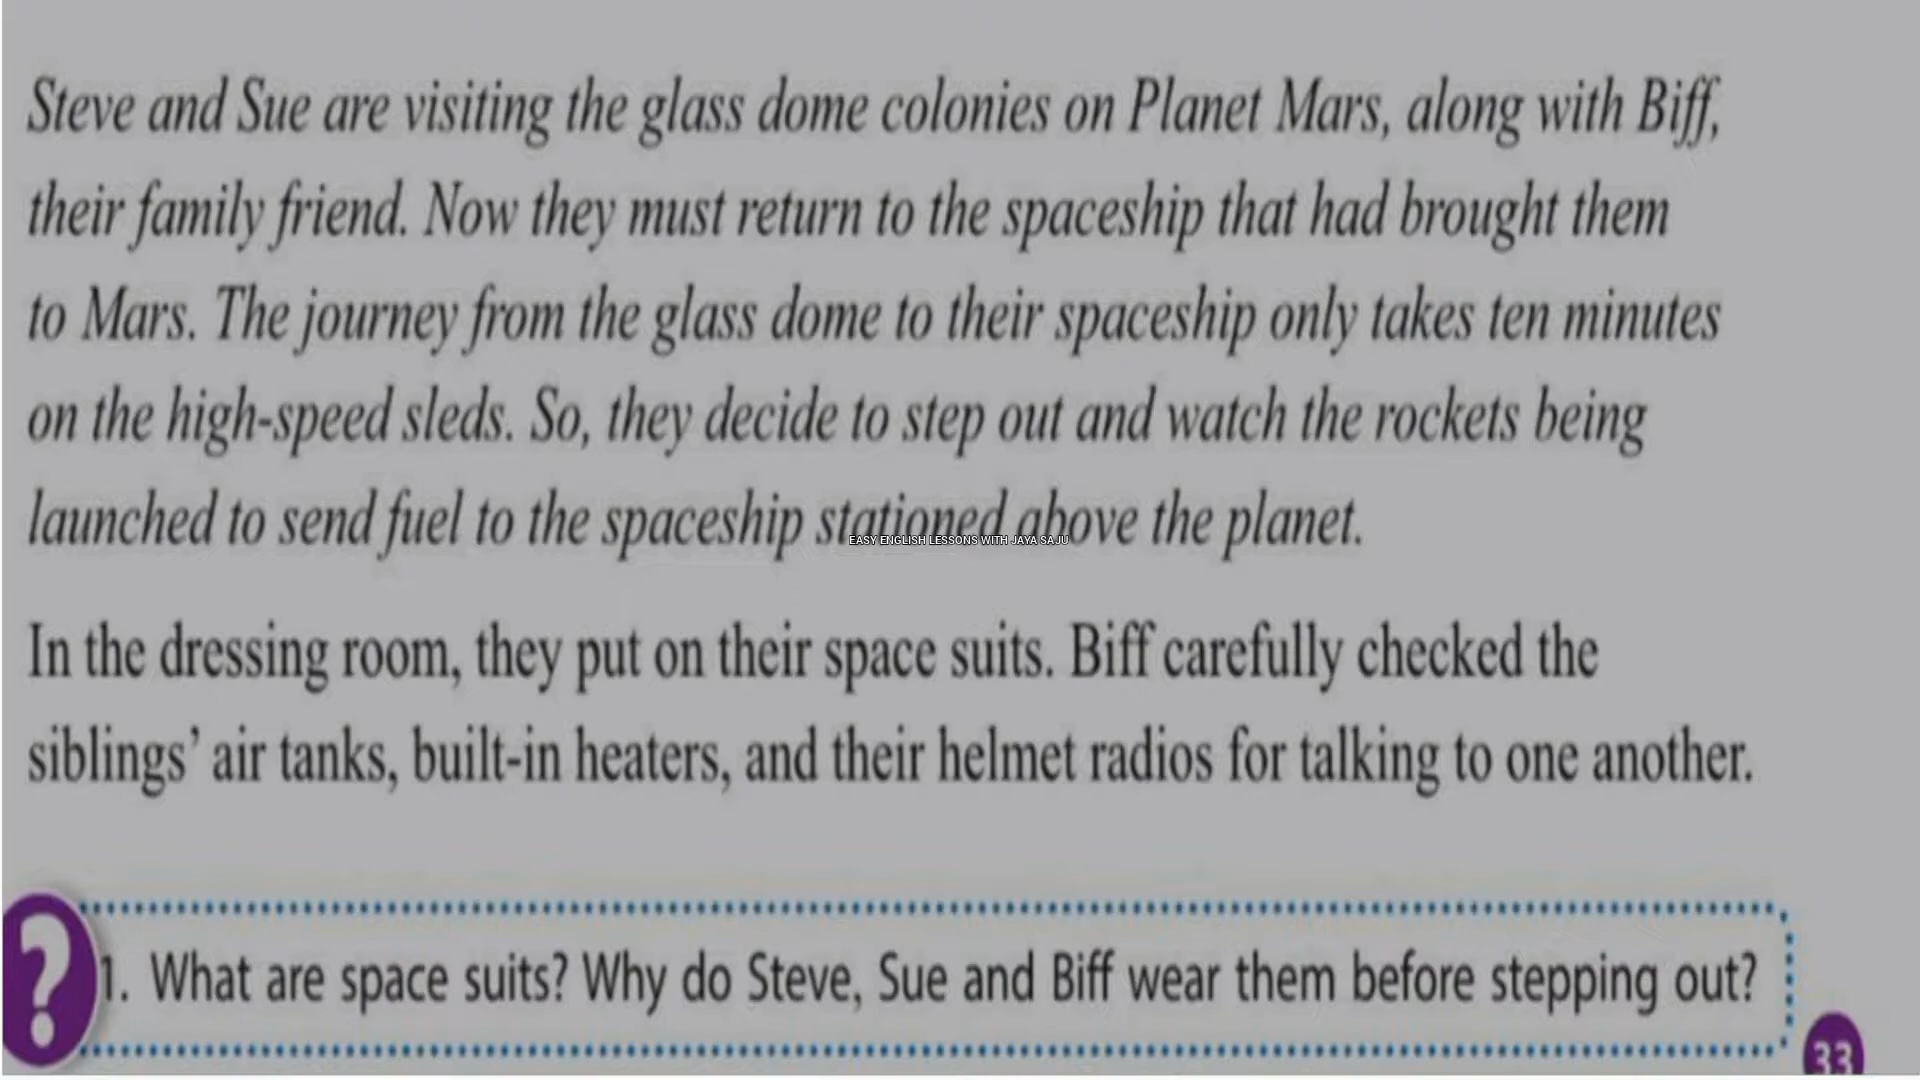 Steve and Sue are visiting the glass dome colonies on Planet Mars, along with Biff,
their family friend. Now they must return to the spaceship that had brought them
to Mars. The journey from the glass dome to their spaceship only takes ten minutes
on the high-speed sleds. So, they decide to step out and watch the rockets being
launched to send fuel to the spaceship stationed above the planet.
EASY ENGLISH LESSONS WITH JAYA SAJU
In the dressing room, they put on their space suits. Biff carefully checked the
siblings’ air tanks, built-in heaters, and their helmet radios for talking to one another.
?
1. What are space suits? Why do Steve, Sue and Biff wear them before stepping out?
33